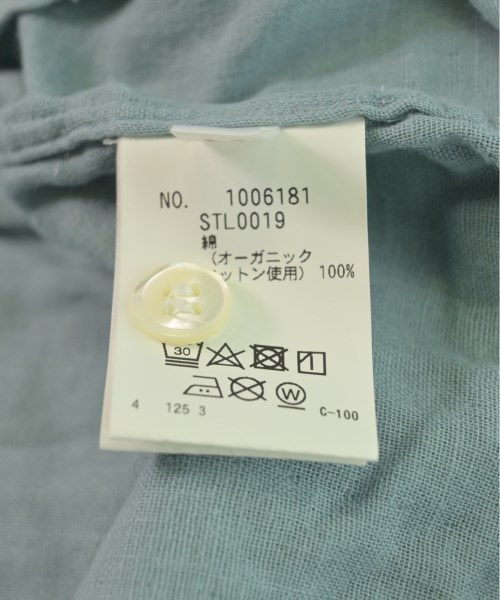 NO. 1006181
STL0019
綿
(オーガニック
ットン使用) 100%
30
W
4 125 3 C-100